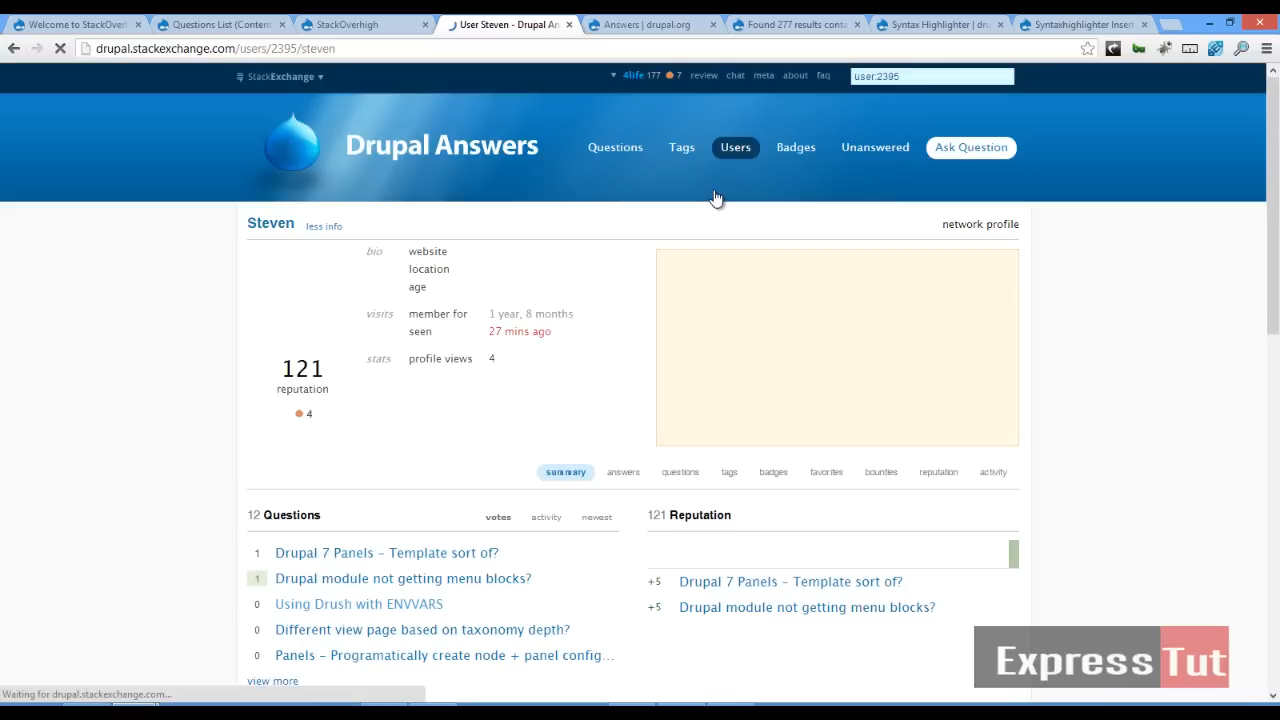 Welcome to StackOverf
Questions List (Content
StackOverhigh
User Steven - Drupal An
Answers | drupal.org
Found 277 results conta
Syntax Highlighter | dru
Syntaxhighlighter Insert
drupal.stackexchange.com/users/2395/steven
StackExchange ▼
▼ 4life 177 7 review chat meta about faq
user:2395
Drupal Answers
Questions Tags Users Badges Unanswered Ask Question
Steven less info
network profile
bio website
location
age
visits member for 1 year, 8 months
seen 27 mins ago
stats profile views 4
121
reputation
4
summary answers questions tags badges favorites bounties reputation activity
12 Questions votes activity newest
1 Drupal 7 Panels - Template sort of?
1 Drupal module not getting menu blocks?
0 Using Drush with ENVVARS
0 Different view page based on taxonomy depth?
0 Panels - Programatically create node + panel config...
view more
121 Reputation
+5 Drupal 7 Panels - Template sort of?
+5 Drupal module not getting menu blocks?
Waiting for drupal.stackexchange.com...
Express Tut